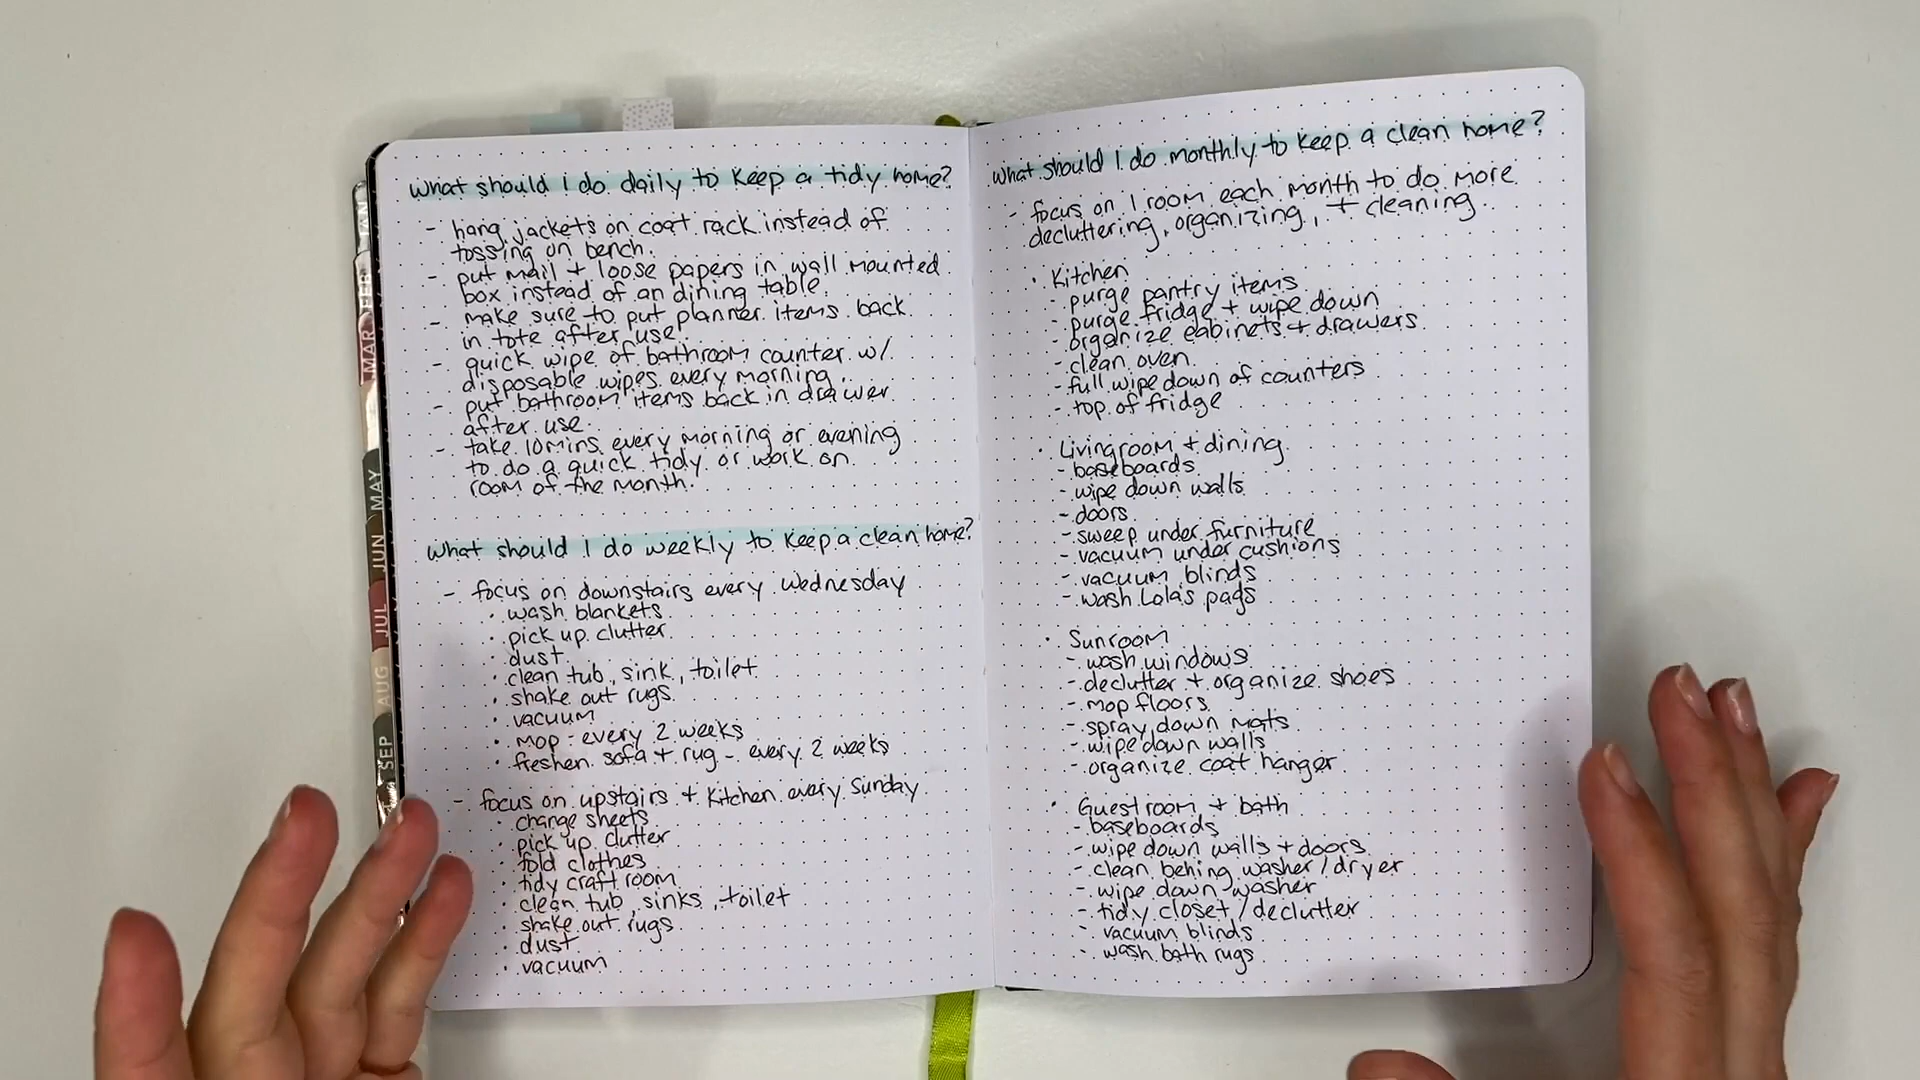 What should I do daily to keep a tidy home?
- hang jackets on coat rack instead of
tossing on bench.
- put mail + loose papers in wall mounted
box instead of an dining table.
- make sure to put planner items back
in tote after use.
- quick wipe of bathroom counter w/
disposable wipes every morning.
- put bathroom items back in drawer
after use.
- take 10mins every morning or evening
to do a quick tidy or work on
room of the month.
What should I do weekly to keep a clean home?
- focus on downstairs every Wednesday
• wash blankets
• pick up clutter
• dust
• clean tub, sink, toilet
• shake out rugs
• vacuum
• mop - every 2 weeks
• freshen sofa + rug - every 2 weeks
- focus on upstairs + kitchen every Sunday
• change sheets
• pick up clutter
• fold clothes
• tidy craft room
• clean tub, sinks, toilet
• shake out rugs
• dust
• vacuum
What should I do monthly to keep a clean home?
- focus on 1 room each month to do more
decluttering, organizing, + cleaning.
• Kitchen
- purge pantry items
- purge fridge + wipe down
- organize cabinets + drawers
- clean oven
- full wipe down of counters
- top of fridge
• Livingroom + dining
- baseboards
- wipe down walls
- doors
- sweep under furniture
- vacuum under cushions
- vacuum blinds
- wash Lola's pads
• Sunroom
- wash windows
- declutter + organize shoes
- mop floors
- spray down mats
- wipe down walls
- organize coat hanger
• Guestroom + bath
- baseboards
- wipe down walls + doors
- clean behing washer/dryer
- wipe down washer
- tidy closet/declutter
- vacuum blinds
- wash bath rugs
JAN
FEB
MAR
MAY
JUN
JUL
AUG
SEP